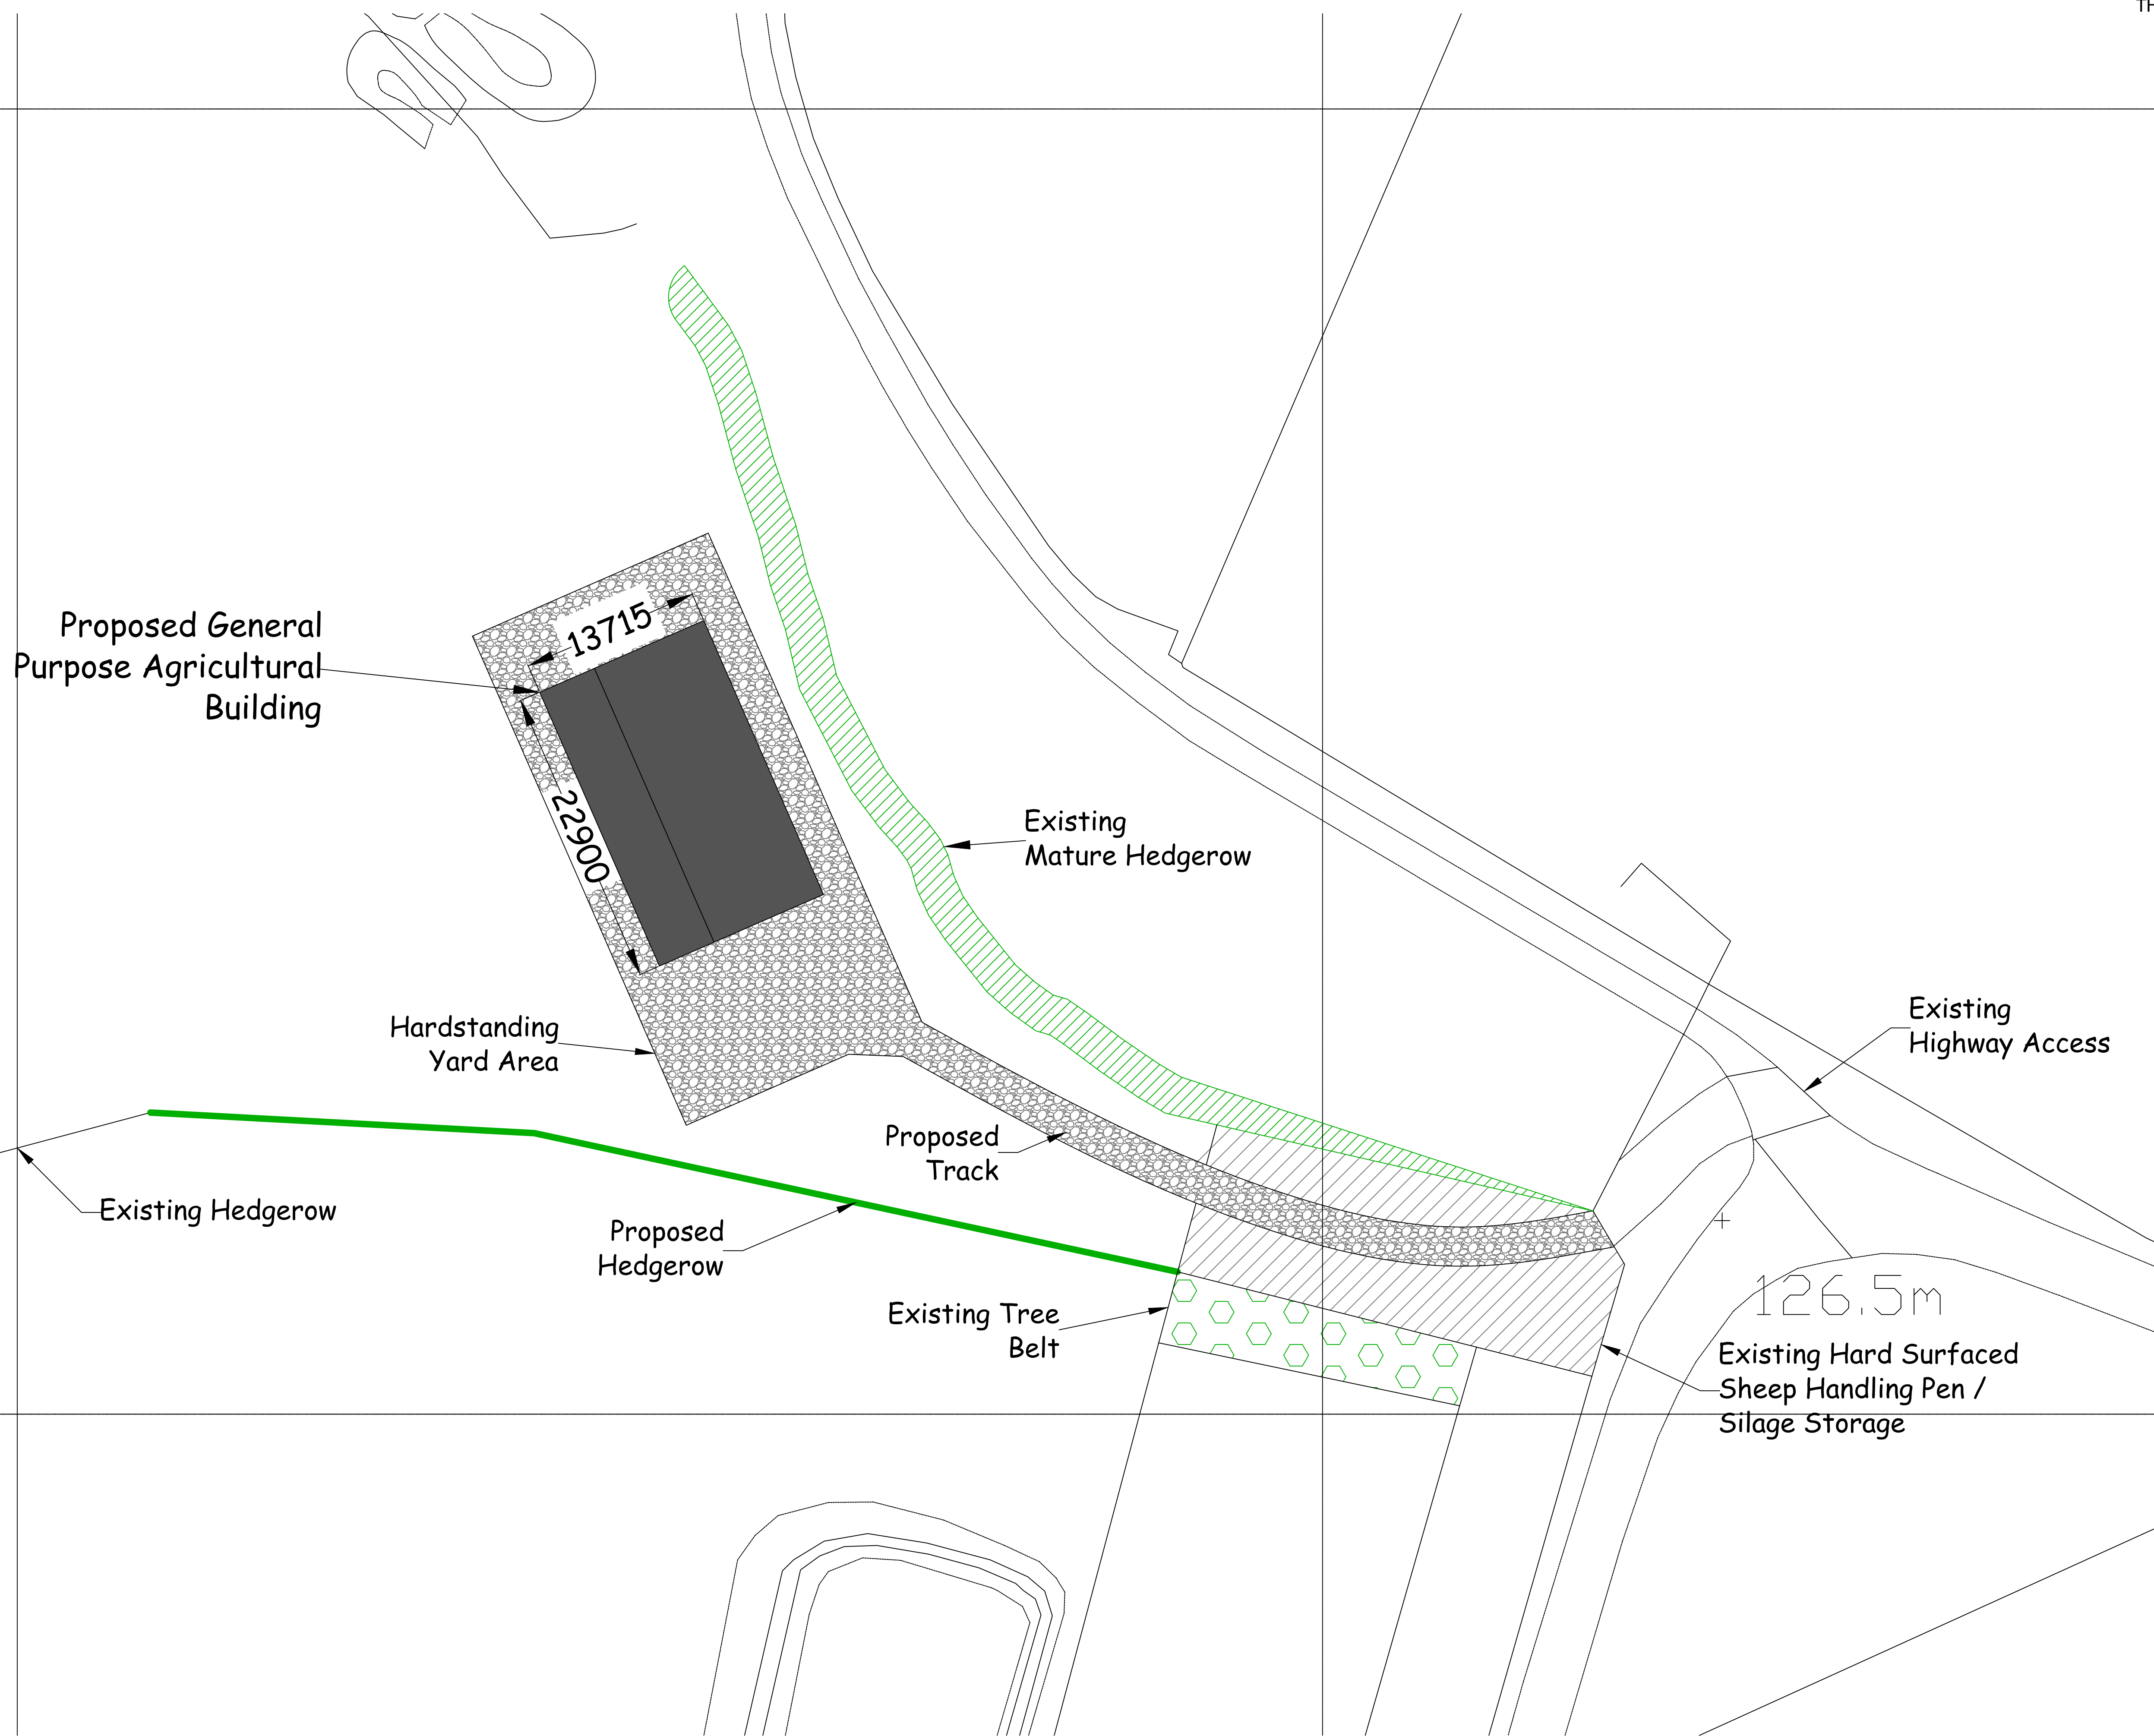 TH
Proposed General
Purpose Agricultural
Building
13715
22900
Existing
Mature Hedgerow
Hardstanding
Yard Area
Existing
Highway Access
Proposed
Track
Existing Hedgerow
Proposed
Hedgerow
Existing Tree
Belt
126.5m
Existing Hard Surfaced
Sheep Handling Pen /
Silage Storage